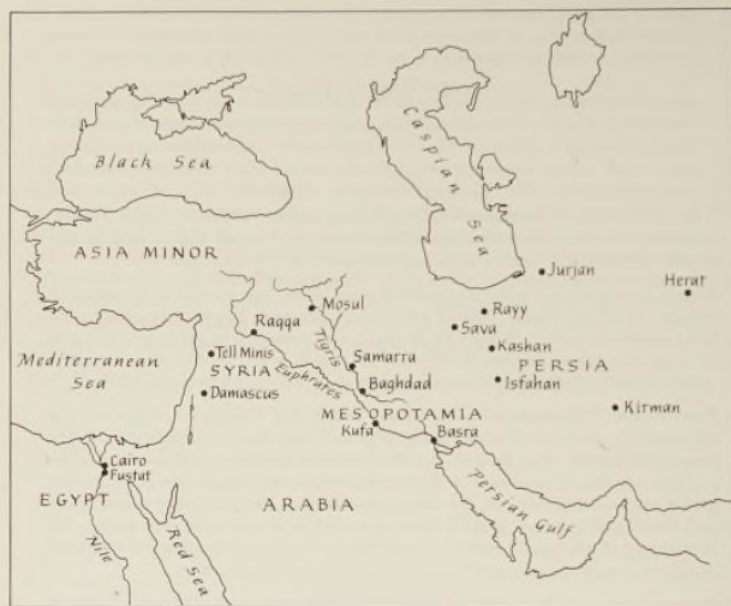 Black Sea
Caspian Sea
ASIA MINOR
Jurjan
Herat
Mosul
Rayy
Raqqa
Sava
Tigris
Kashan
Mediterranean Sea
Tell Minis
Samarra
PERSIA
SYRIA
Euphrates
Baghdad
Isfahan
Damascus
MESOPOTAMIA
Kirman
Kufa
Basra
Cairo
Fustat
EGYPT
ARABIA
Persian Gulf
Nile
Red Sea